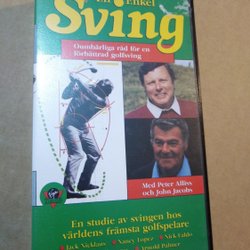 En Enkel
Sving
Oumbärliga råd för en
förbättrad golfsving
Med Peter Alliss
och John Jacobs
En studie av svingen hos
världens främsta golfspelare
Jack Nicklaus • Nancy Lopez • Nick Faldo
Arnold Palmer